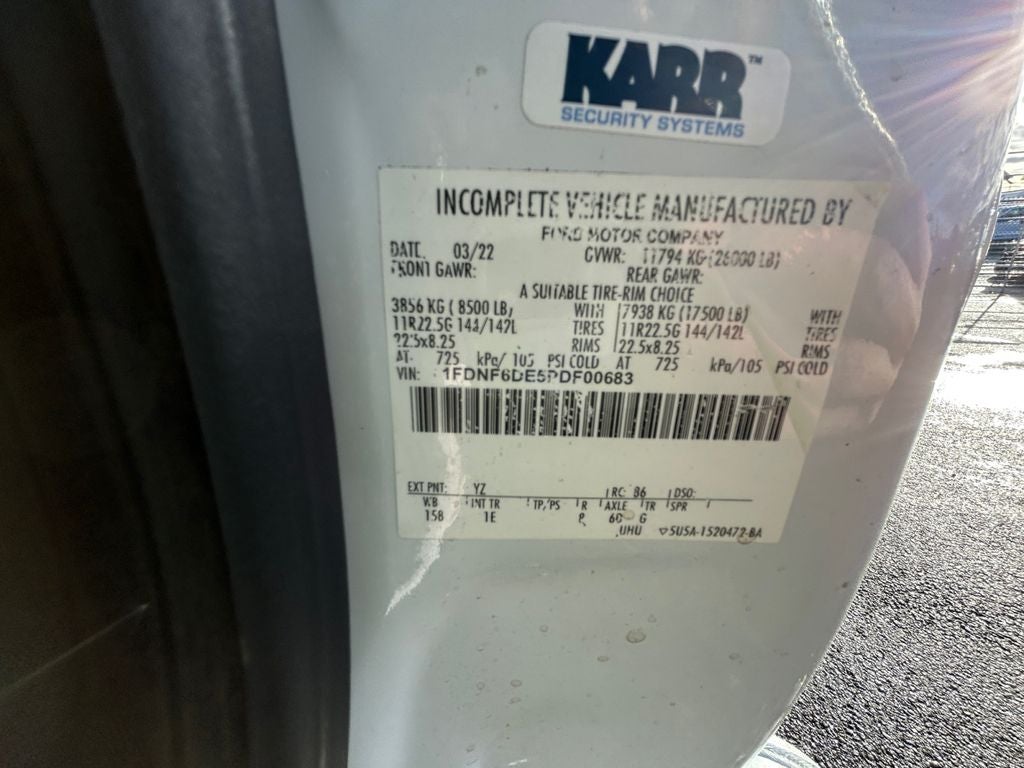 KARR™
SECURITY SYSTEMS
INCOMPLETE VEHICLE MANUFACTURED BY
FORD MOTOR COMPANY
DATE. 03/22 GVWR: 11794 KG (26000 LB)
FRONT GAWR: REAR GAWR:
A SUITABLE TIRE-RIM CHOICE
3856 KG ( 8500 LB) WITH 7938 KG (17500 LB) WITH
11R22.5G 144/142L TIRES 11R22.5G 144/142L TIRES
22.5x8.25 RIMS 22.5x8.25 RIMS
AT 725 kPa/ 105 PSI COLD AT 725 kPa/105 PSI COLD
VIN: 1FDNF6DE5PDF00683
EXT PNT: YZ RC: 86 DSO:
WB INT TR TP/PS R AXLE TR SPR
158 1E 8 G
UHU ▽5U5A-1520472-BA